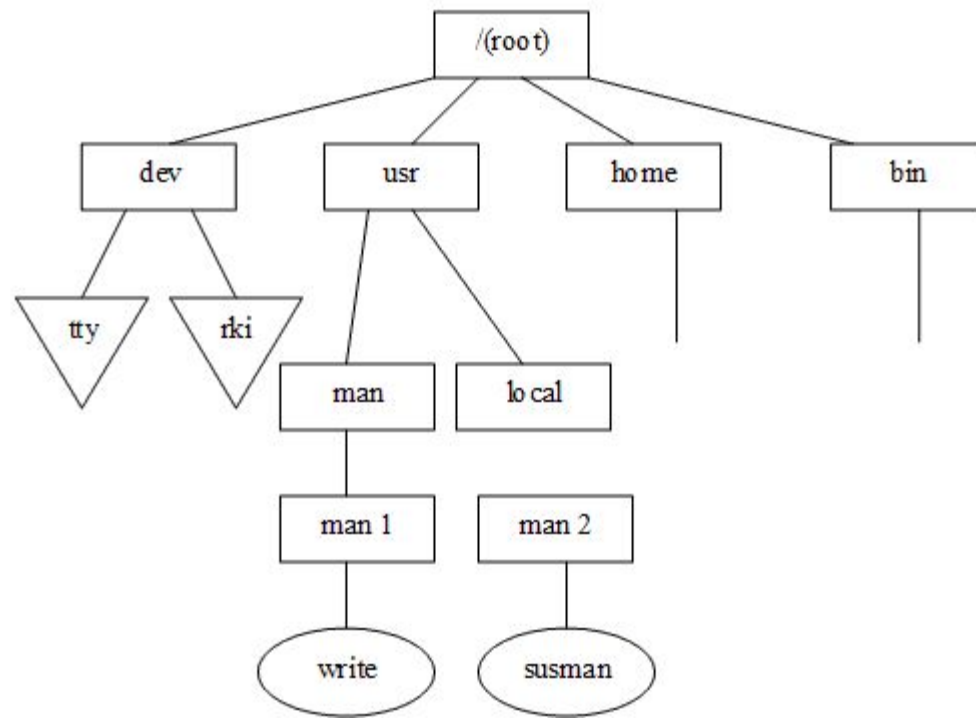 /(root)
dev
usr
home
bin
tty
rki
man
local
man 1
man 2
write
susman